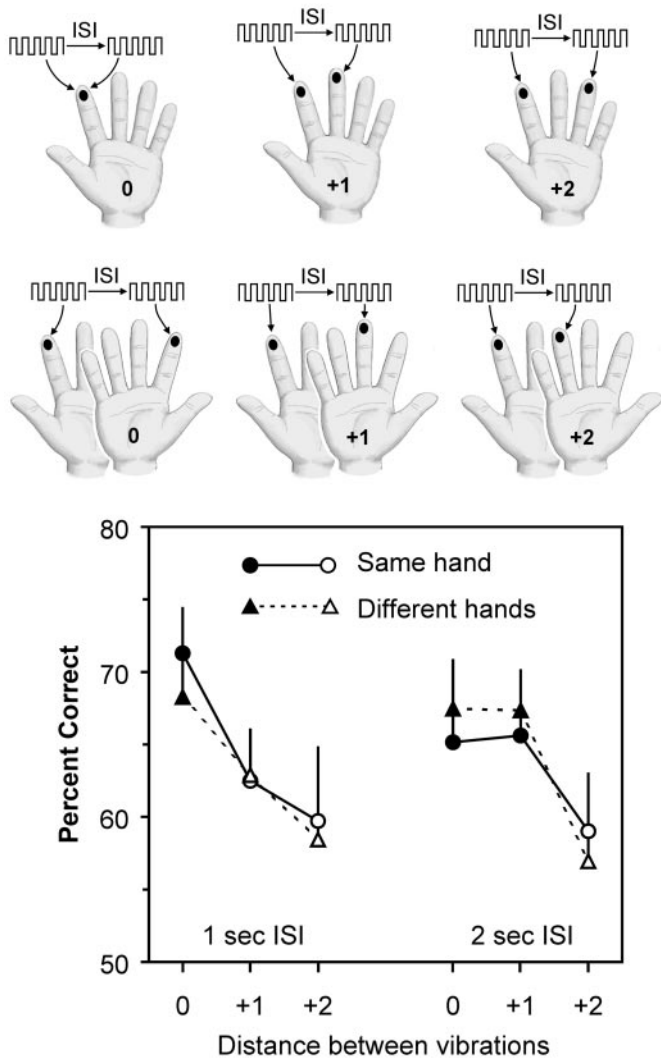 ISI
ISI
ISI
0
+1
+2
ISI
ISI
ISI
0
+1
+2
80
Same hand
Different hands
70
Percent Correct
60
1 sec ISI
2 sec ISI
50
0 +1 +2 0 +1 +2
Distance between vibrations